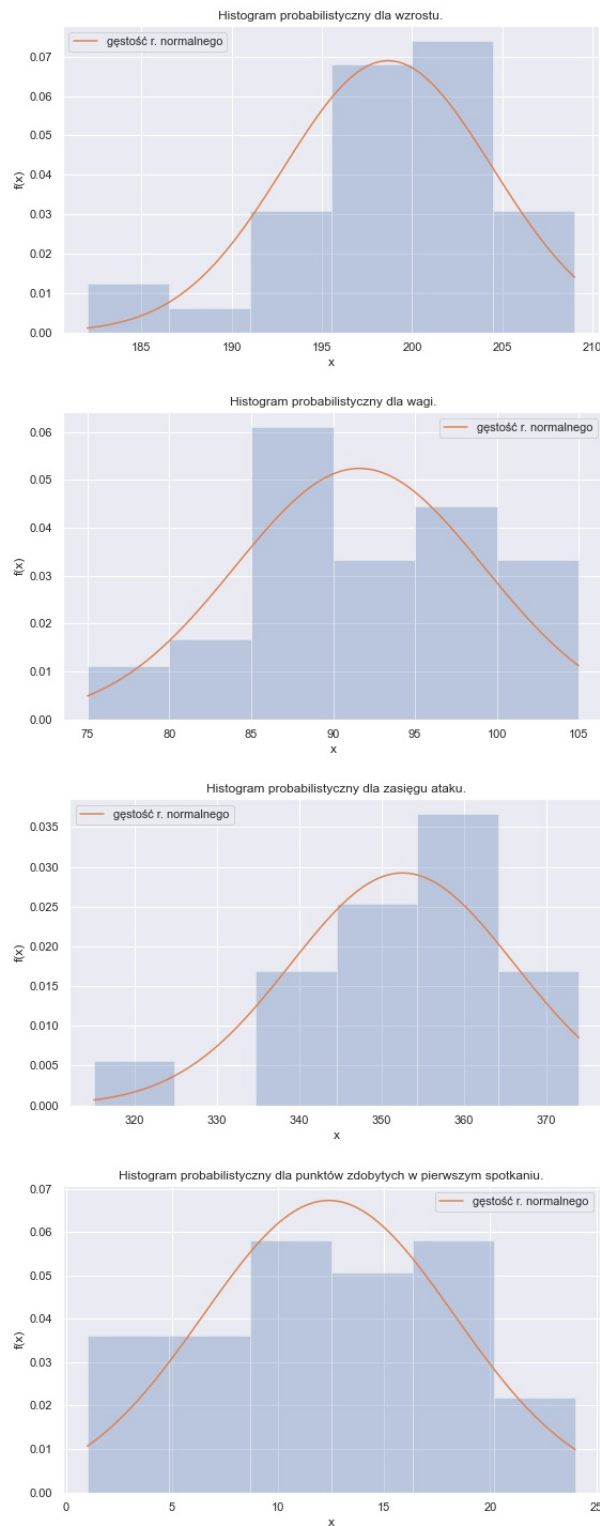 Histogram probabilistyczny dla wzrostu.
gęstość r. normalnego
0.07
0.06
0.05
0.04
0.03
0.02
0.01
0.00
f(x)
185 190 195 200 205 210
x
Histogram probabilistyczny dla wagi.
gęstość r. normalnego
0.06
0.05
0.04
0.03
0.02
0.01
0.00
f(x)
75 80 85 90 95 100 105
x
Histogram probabilistyczny dla zasięgu ataku.
gęstość r. normalnego
0.035
0.030
0.025
0.020
0.015
0.010
0.005
0.000
f(x)
320 330 340 350 360 370
x
Histogram probabilistyczny dla punktów zdobytych w pierwszym spotkaniu.
gęstość r. normalnego
0.07
0.06
0.05
0.04
0.03
0.02
0.01
0.00
f(x)
0 5 10 15 20 25
x